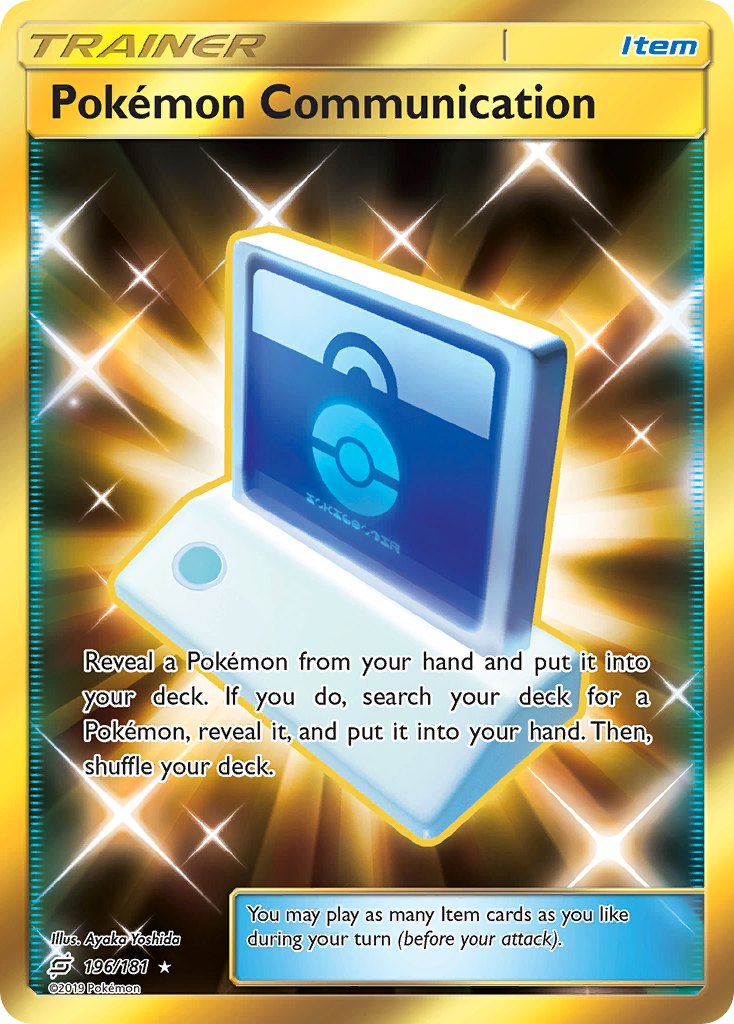 TRAINER
Item
Pokémon Communication
Reveal a Pokémon from your hand and put it into
your deck. If you do, search your deck for a
Pokémon, reveal it, and put it into your hand. Then,
shuffle your deck.
You may play as many Item cards as you like
during your turn (before your attack).
Illus. Ayaka Yoshida
196/181 ★
©2019 Pokémon